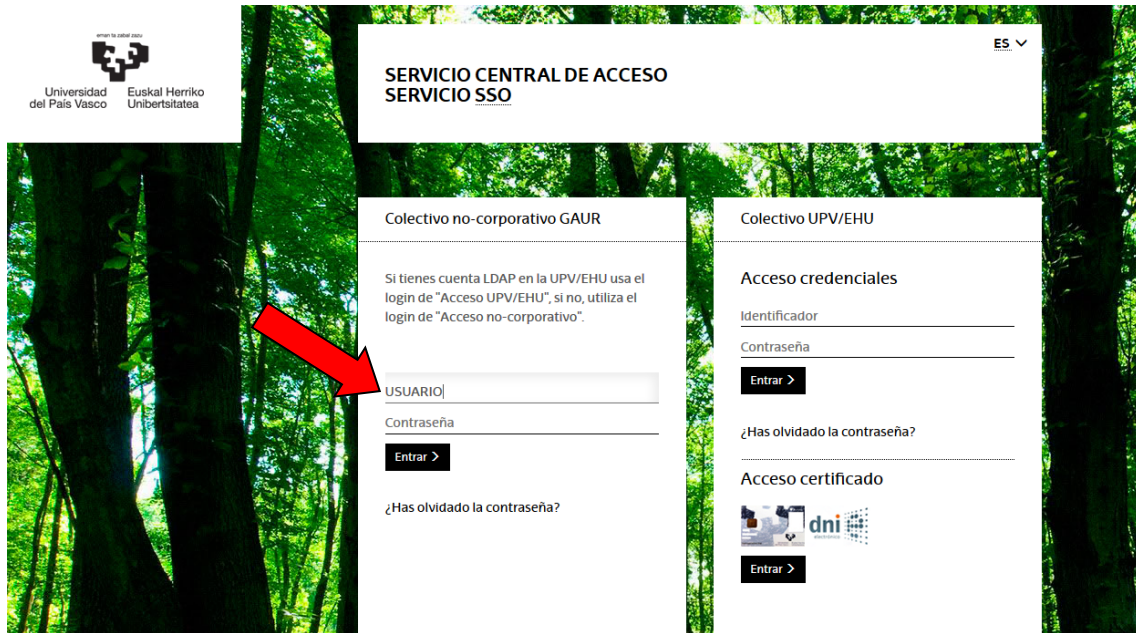 eman ta zabal zazu
Universidad
del País Vasco
Euskal Herriko
Unibertsitatea
ES
SERVICIO CENTRAL DE ACCESO
SERVICIO SSO
Colectivo no-corporativo GAUR
Si tienes cuenta LDAP en la UPV/EHU usa el
login de "Acceso UPV/EHU", si no, utiliza el
login de "Acceso no-corporativo".
USUARIO
Contraseña
Entrar >
¿Has olvidado la contraseña?
Colectivo UPV/EHU
Acceso credenciales
Identificador
Contraseña
Entrar >
¿Has olvidado la contraseña?
Acceso certificado
dni
electrónico
Entrar >